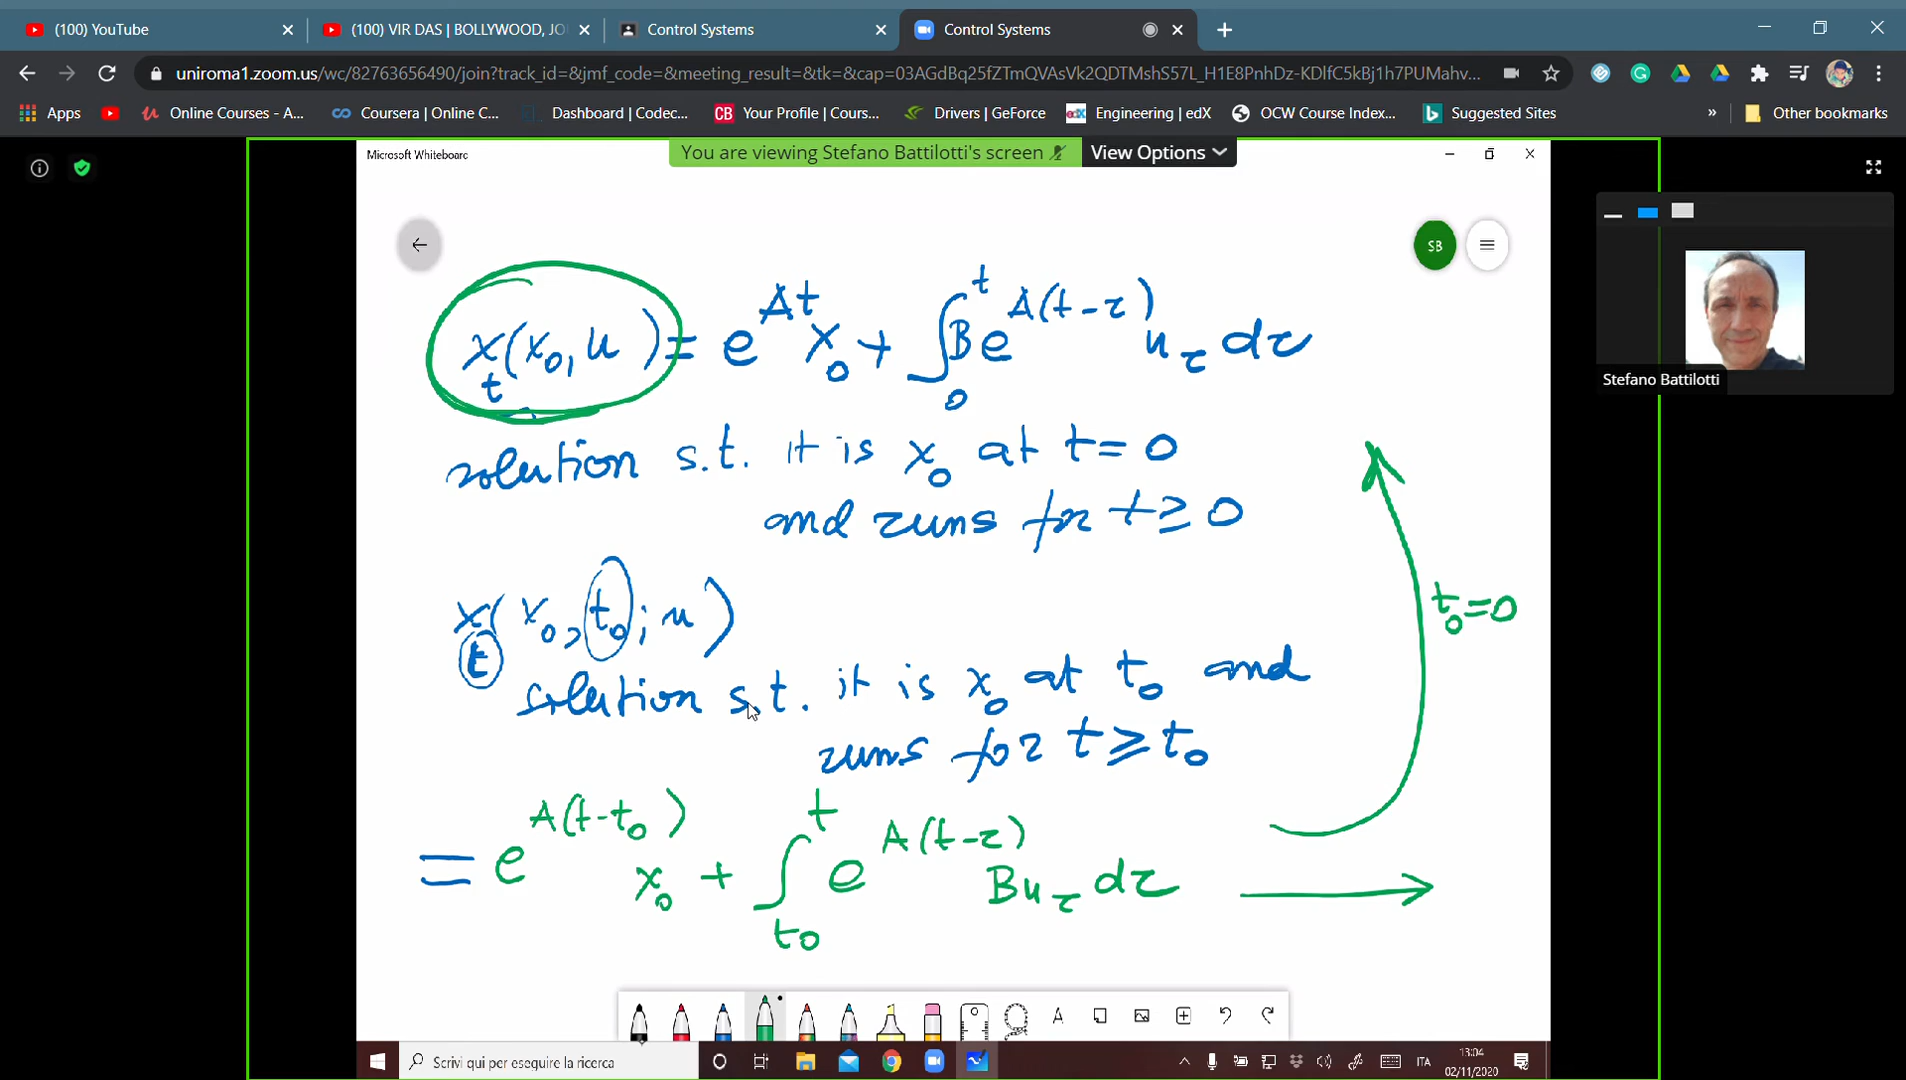 (100) YouTube
(100) VIR DAS | BOLLYWOOD, JO
Control Systems
Control Systems
uniroma1.zoom.us/wc/82763656490/join?track_id=&jmf_code=&meeting_result=&tk=&cap=03AGdBq25fZTmQVAsVk2QDTMshS57L_H1E8PnhDz-KDlfC5kBj1h7PUMahv...
Apps
Online Courses - A...
Coursera | Online C...
Dashboard | Codec...
CB Your Profile | Cours...
Drivers | GeForce
edX Engineering | edX
OCW Course Index...
Suggested Sites
»
Other bookmarks
Microsoft Whiteboard
You are viewing Stefano Battilotti's screen
View Options
SB
Stefano Battilotti
x_t(x_0, u) = e^{At} x_0 + ∫_0^t B e^{A(t-τ)} u_τ dτ
solution s.t. it is x_0 at t=0
and runs for t ≥ 0
x_t(x_0, t_0; u)
t_0=0
solution s.t. it is x_0 at t_0 and
runs for t ≥ t_0
= e^{A(t-t_0)} x_0 + ∫_{t_0}^t e^{A(t-τ)} B u_τ dτ
Scrivi qui per eseguire la ricerca
ITA
13:04
02/11/2020